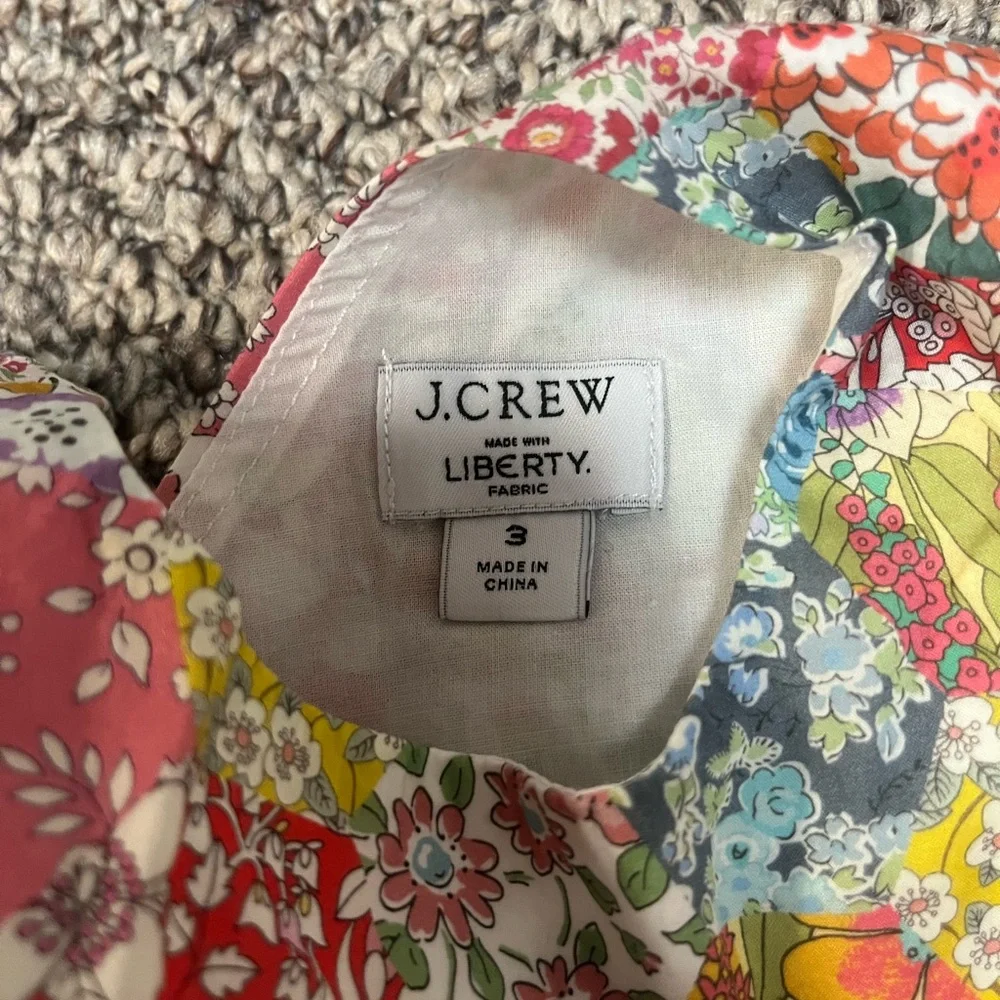 J.CREW
MADE WITH
LIBERTY.
FABRIC
3
MADE IN
CHINA